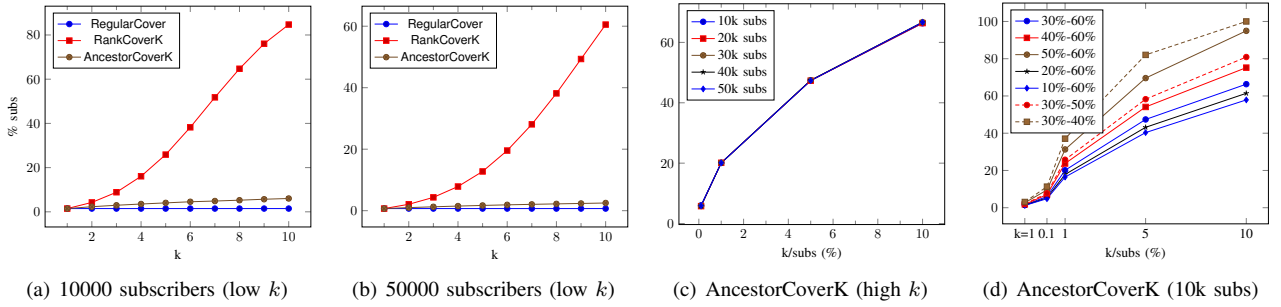 RegularCover
RankCoverK
AncestorCoverK
% subs
80
60
40
20
0
2 4 6 8 10
k
(a) 10000 subscribers (low k)
RegularCover
RankCoverK
AncestorCoverK
60
40
20
0
2 4 6 8 10
k
(b) 50000 subscribers (low k)
10k subs
20k subs
30k subs
40k subs
50k subs
60
40
20
0
0 2 4 6 8 10
k/subs (%)
(c) AncestorCoverK (high k)
30%-60%
40%-60%
50%-60%
20%-60%
10%-60%
30%-50%
30%-40%
100
80
60
40
20
0
k=1 0.1 1 5 10
k/subs (%)
(d) AncestorCoverK (10k subs)